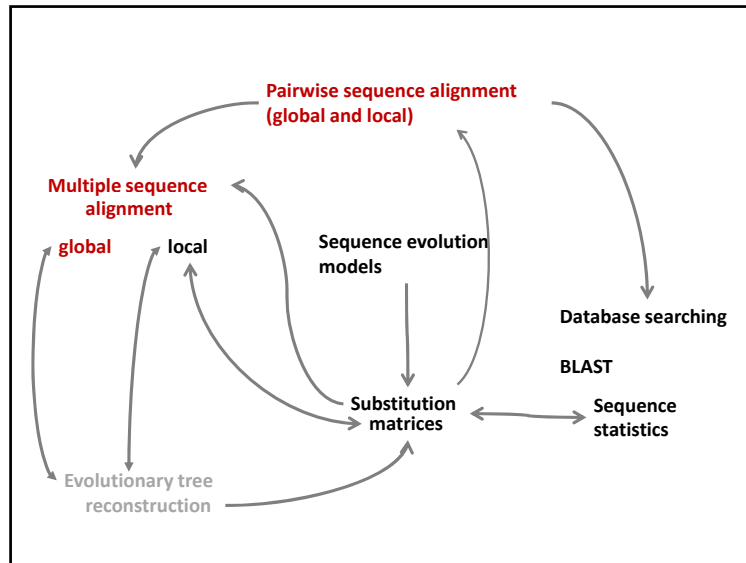 Pairwise sequence alignment
(global and local)
Multiple sequence
alignment
global
local
Sequence evolution
models
Database searching
BLAST
Substitution
matrices
Sequence
statistics
Evolutionary tree
reconstruction